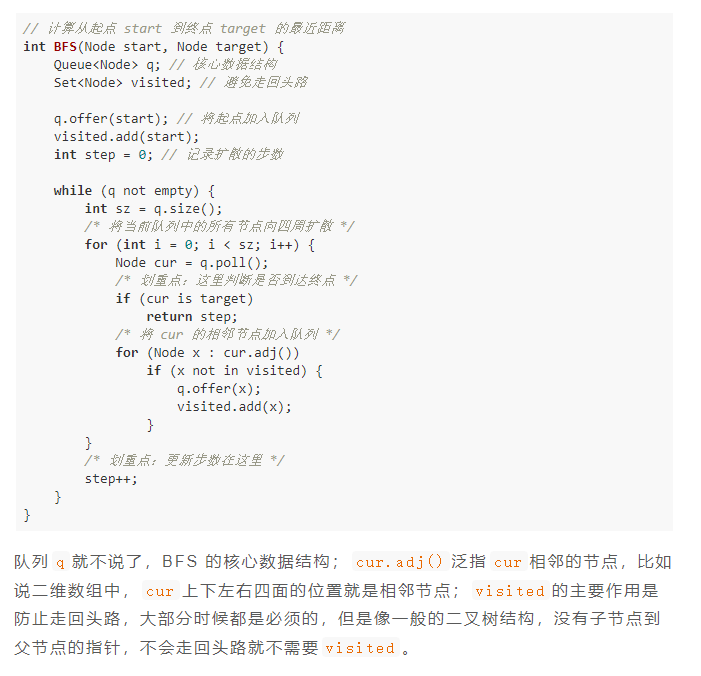 // 计算从起点 start 到终点 target 的最近距离
int BFS(Node start, Node target) {
    Queue<Node> q; // 核心数据结构
    Set<Node> visited; // 避免走回头路

    q.offer(start); // 将起点加入队列
    visited.add(start);
    int step = 0; // 记录扩散的步数

    while (q not empty) {
        int sz = q.size();
        /* 将当前队列中的所有节点向四周扩散 */
        for (int i = 0; i < sz; i++) {
            Node cur = q.poll();
            /* 划重点：这里判断是否到达终点 */
            if (cur is target)
                return step;
            /* 将 cur 的相邻节点加入队列 */
            for (Node x : cur.adj())
                if (x not in visited) {
                    q.offer(x);
                    visited.add(x);
                }
        }
        /* 划重点：更新步数在这里 */
        step++;
    }
}
队列 q 就不说了，BFS 的核心数据结构； cur.adj() 泛指 cur 相邻的节点，比如
说二维数组中， cur 上下左右四面的位置就是相邻节点； visited 的主要作用是
防止走回头路，大部分时候都是必须的，但是像一般的二叉树结构，没有子节点到
父节点的指针，不会走回头路就不需要 visited 。